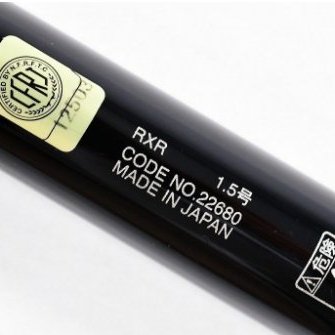 CERTIFIED BY N.F.R.F.T.C.
RXR 1.5号
CODE NO.22680
MADE IN JAPAN
危険